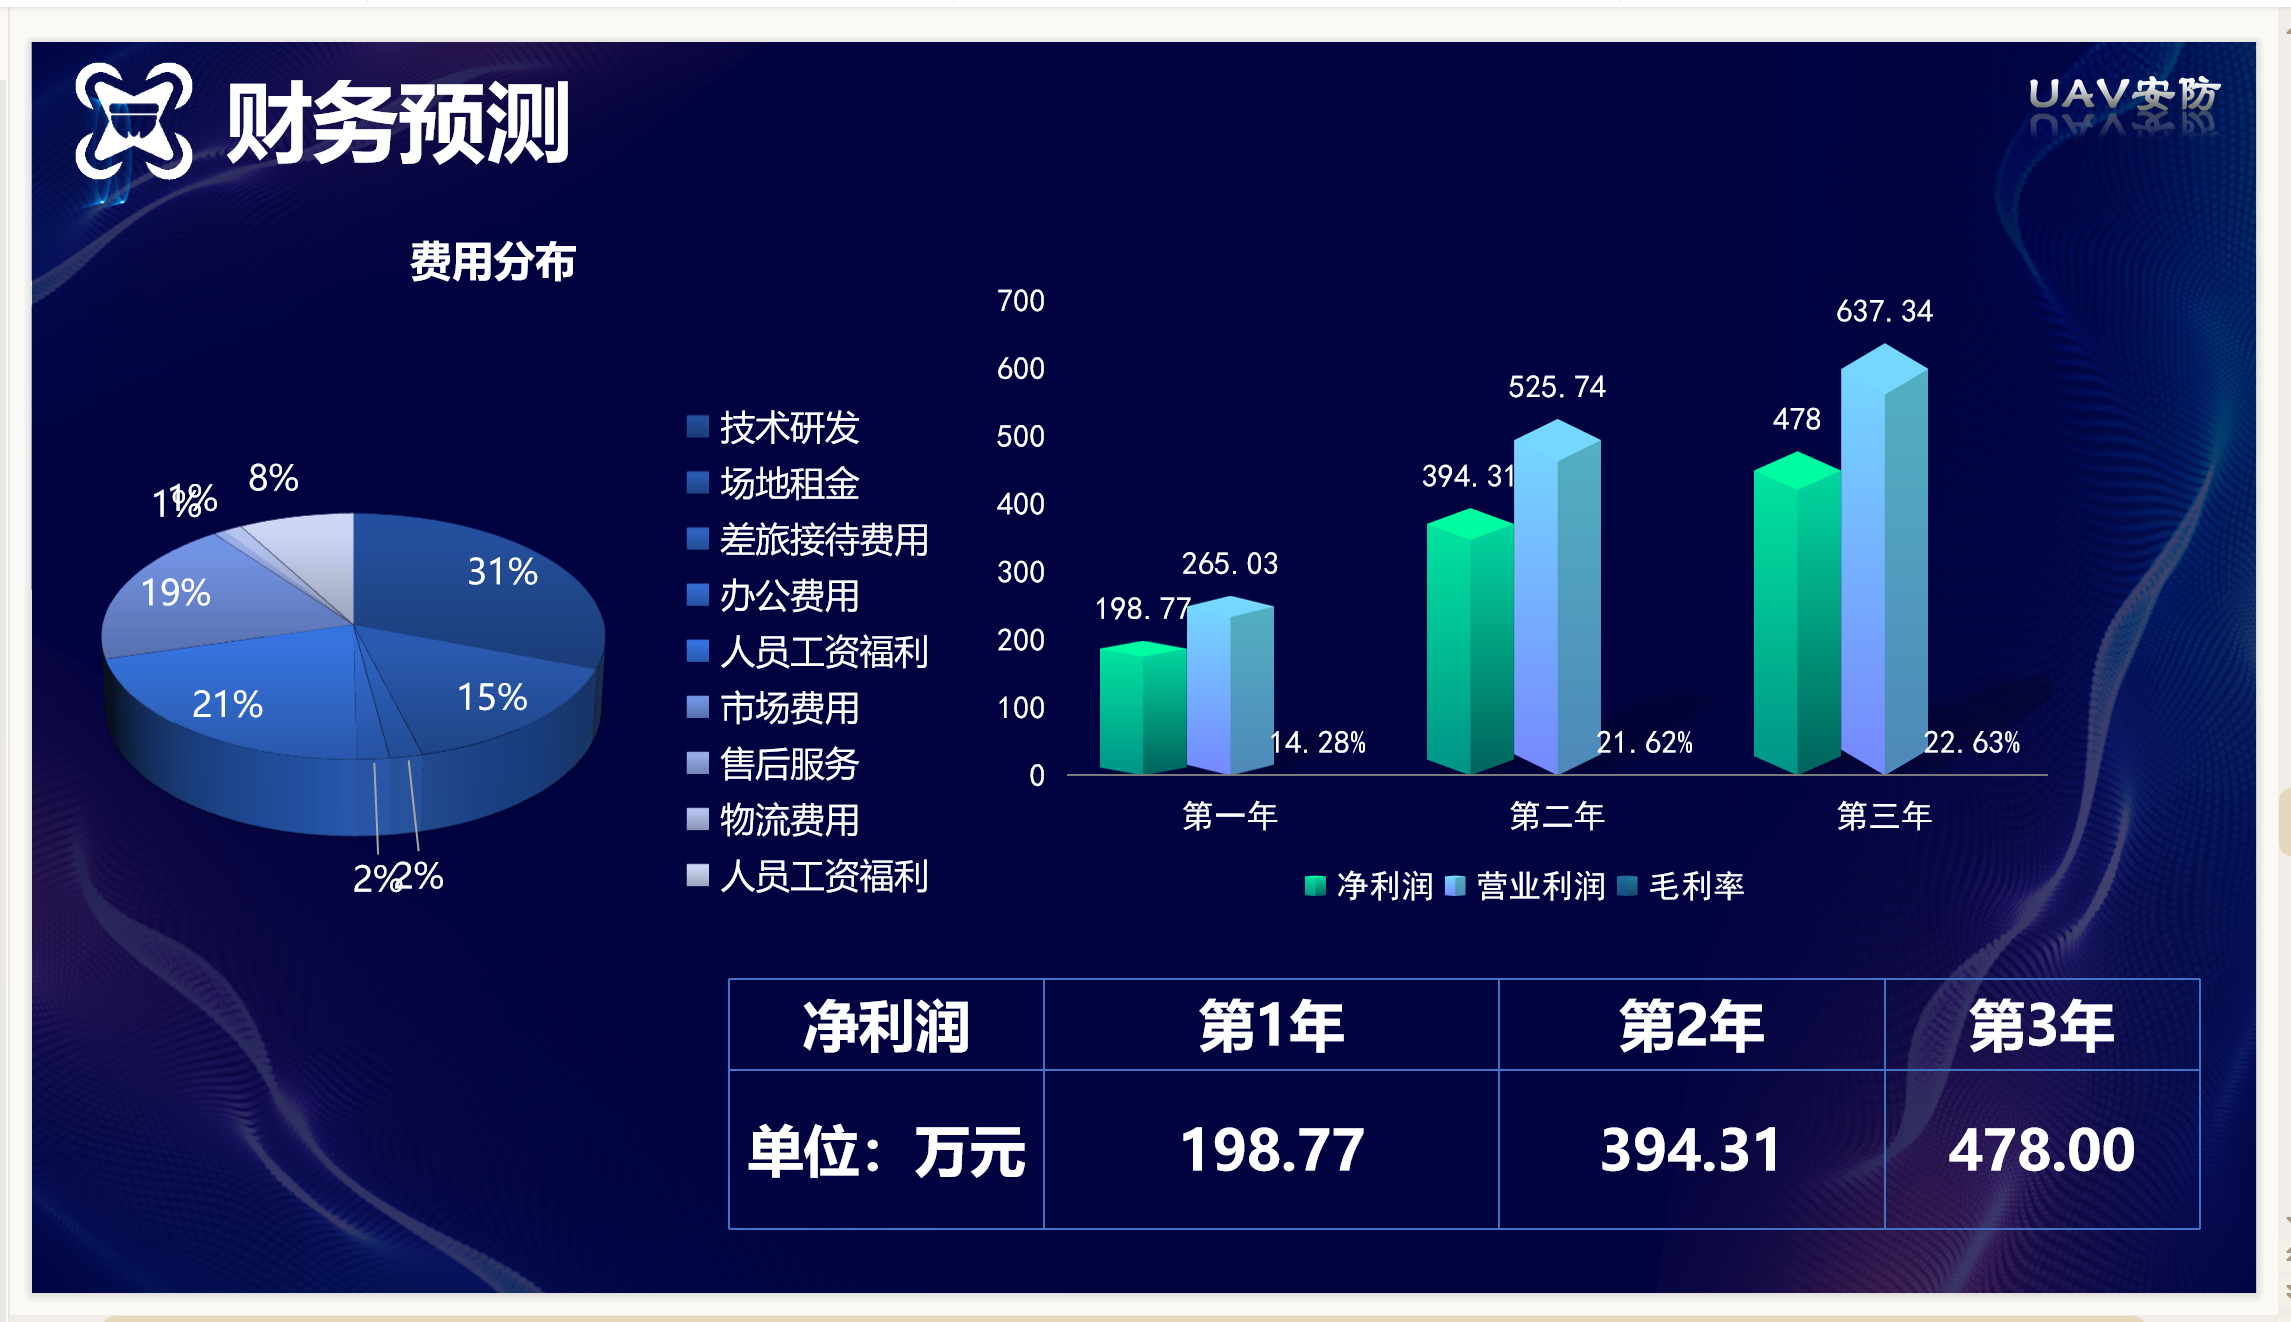 财务预测
UAV安防
费用分布
31%
15%
2%
2%
21%
19%
1%
1%
8%
技术研发
场地租金
差旅接待费用
办公费用
人员工资福利
市场费用
售后服务
物流费用
人员工资福利
700
600
500
400
300
200
100
0
198.77
265.03
14.28%
394.31
525.74
21.62%
478
637.34
22.63%
第一年
第二年
第三年
净利润 营业利润 毛利率
净利润 第1年 第2年 第3年
单位：万元 198.77 394.31 478.00